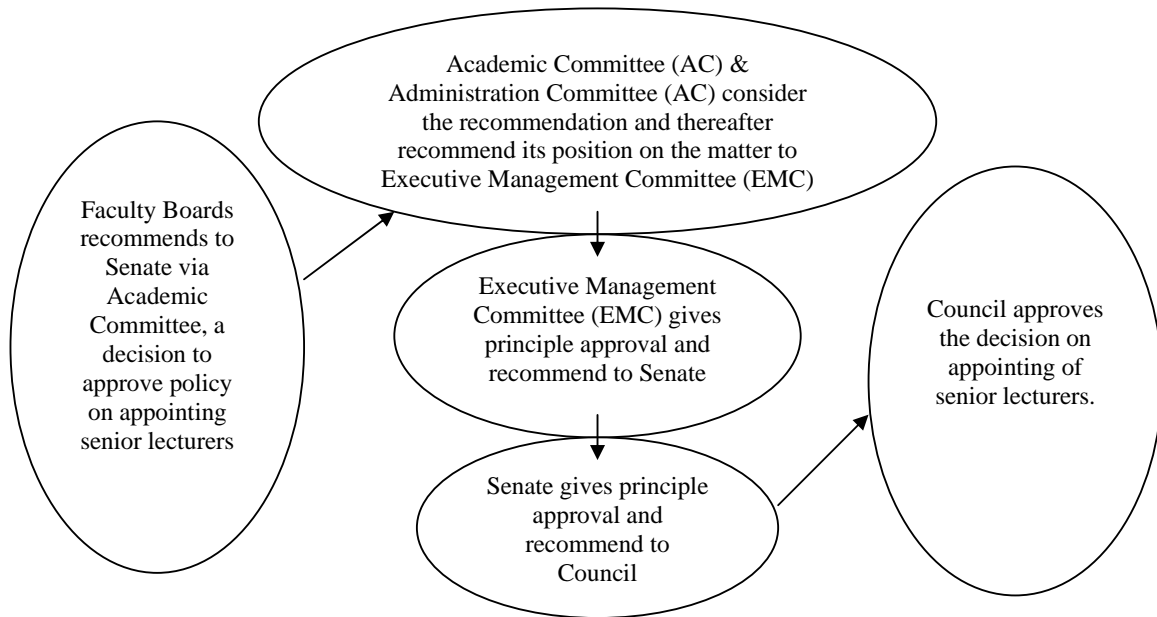 Faculty Boards
recommends to
Senate via
Academic
Committee, a
decision to
approve policy
on appointing
senior lecturers
Academic Committee (AC) &
Administration Committee (AC) consider
the recommendation and thereafter
recommend its position on the matter to
Executive Management Committee (EMC)
Executive Management
Committee (EMC) gives
principle approval and
recommend to Senate
Senate gives principle
approval and
recommend to
Council
Council approves
the decision on
appointing of
senior lecturers.